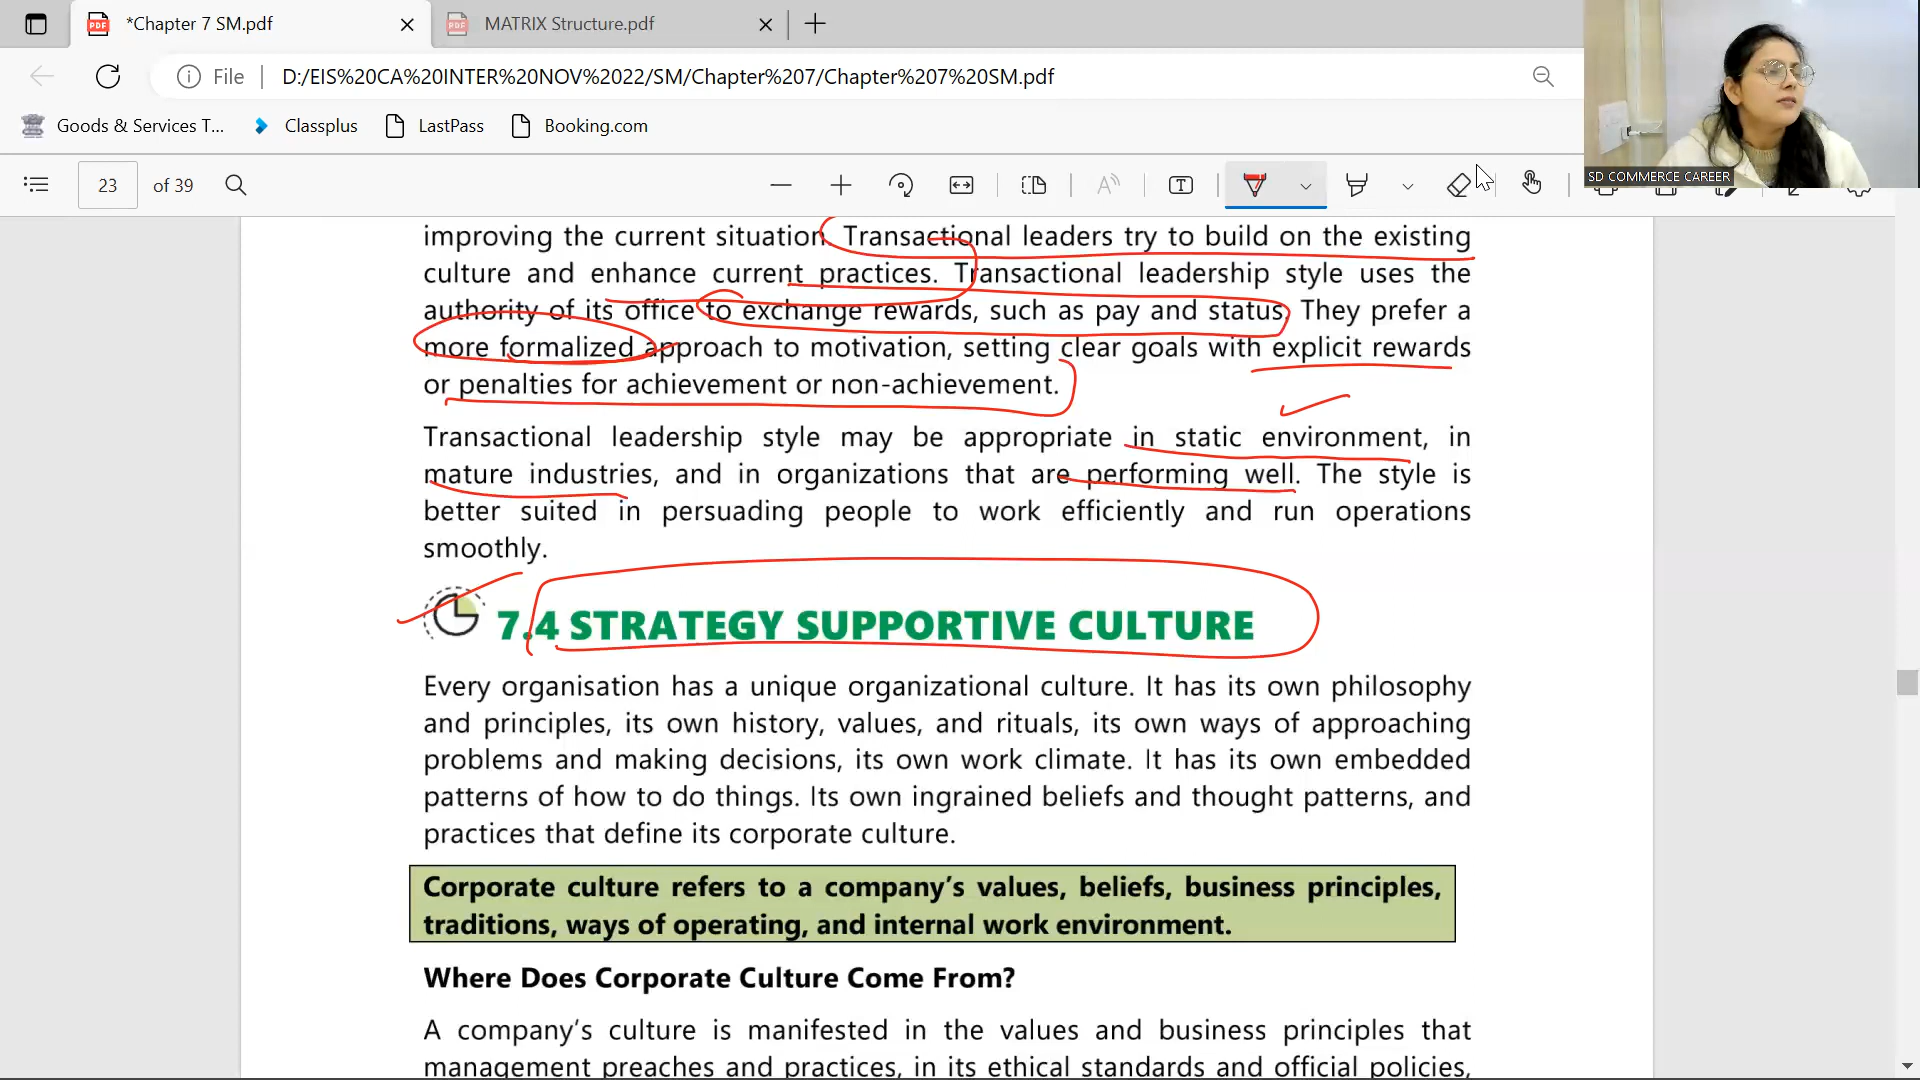 *Chapter 7 SM.pdf
MATRIX Structure.pdf
File
D:/EIS%20CA%20INTER%20NOV%2022/SM/Chapter%207/Chapter%207%20SM.pdf
Goods & Services T...
Classplus
LastPass
Booking.com
23
of 39
SD COMMERCE CAREER
improving the current situation. Transactional leaders try to build on the existing
culture and enhance current practices. Transactional leadership style uses the
authority of its office to exchange rewards, such as pay and status. They prefer a
more formalized approach to motivation, setting clear goals with explicit rewards
or penalties for achievement or non-achievement.
Transactional leadership style may be appropriate in static environment, in
mature industries, and in organizations that are performing well. The style is
better suited in persuading people to work efficiently and run operations
smoothly.
7.4 STRATEGY SUPPORTIVE CULTURE
Every organisation has a unique organizational culture. It has its own philosophy
and principles, its own history, values, and rituals, its own ways of approaching
problems and making decisions, its own work climate. It has its own embedded
patterns of how to do things. Its own ingrained beliefs and thought patterns, and
practices that define its corporate culture.
Corporate culture refers to a company's values, beliefs, business principles,
traditions, ways of operating, and internal work environment.
Where Does Corporate Culture Come From?
A company's culture is manifested in the values and business principles that
management preaches and practices, in its ethical standards and official policies,